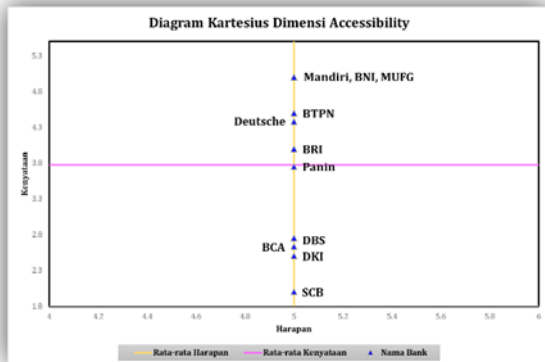 Diagram Kartesius Dimensi Accessibility
5.3
4.8
4.3
3.8
3.3
2.8
2.3
1.8
Kenyataan
Mandiri, BNI, MUFG
BTPN
Deutsche
BRI
Panin
DBS
BCA
DKI
SCB
4
4.2
4.4
4.6
4.8
5
5.2
5.4
5.6
5.8
6
Harapan
Rata-rata Harapan
Rata-rata Kenyataan
Nama Bank